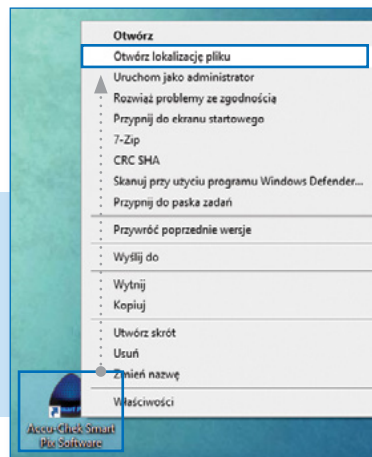 Otwórz
Otwórz lokalizację pliku
Uruchom jako administrator
Rozwiąż problemy ze zgodnością
Przypnij do ekranu startowego
7-Zip
CRC SHA
Skanuj przy użyciu programu Windows Defender...
Przypnij do paska zadań
Przywróć poprzednie wersje
Wyślij do
Wytnij
Kopiuj
Utwórz skrót
Usuń
Zmień nazwę
Właściwości
Smart
Pix Software